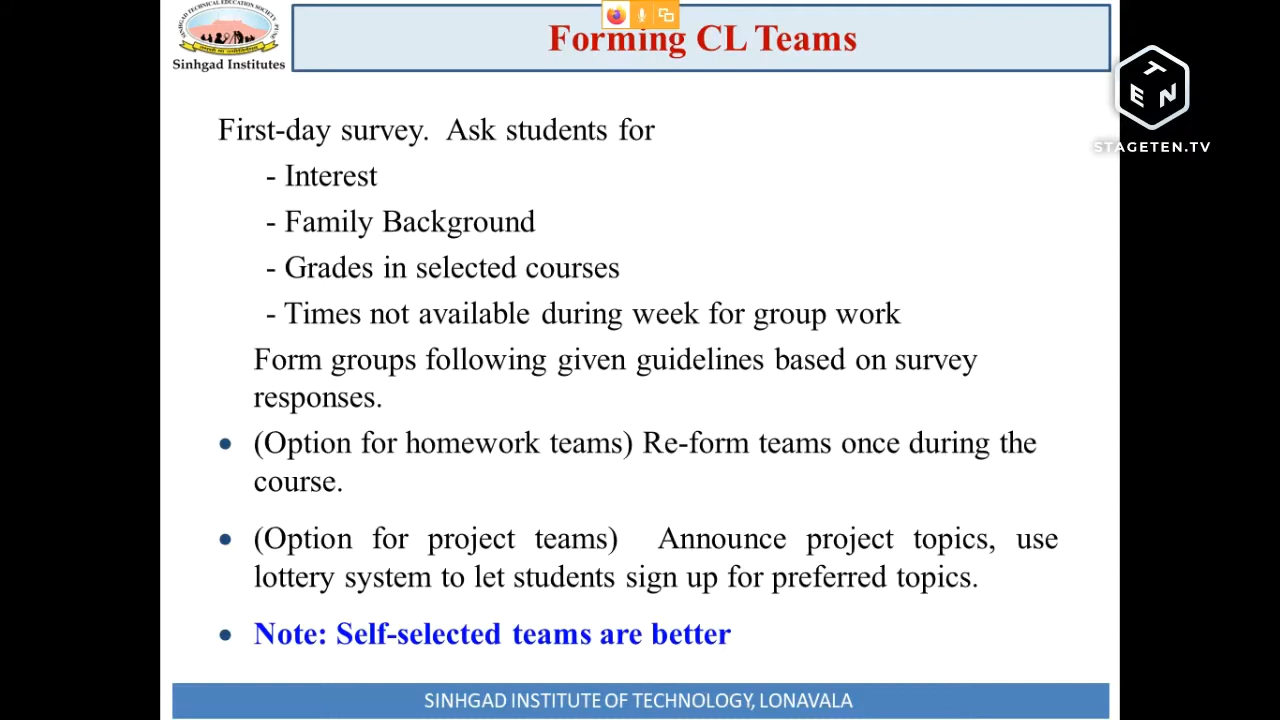 Sinhgad Institutes
Forming CL Teams
T
E N
STAGETEN.TV
First-day survey. Ask students for
- Interest
- Family Background
- Grades in selected courses
- Times not available during week for group work
Form groups following given guidelines based on survey
responses.
• (Option for homework teams) Re-form teams once during the
course.
• (Option for project teams) Announce project topics, use
lottery system to let students sign up for preferred topics.
• Note: Self-selected teams are better
SINHGAD INSTITUTE OF TECHNOLOGY, LONAVALA